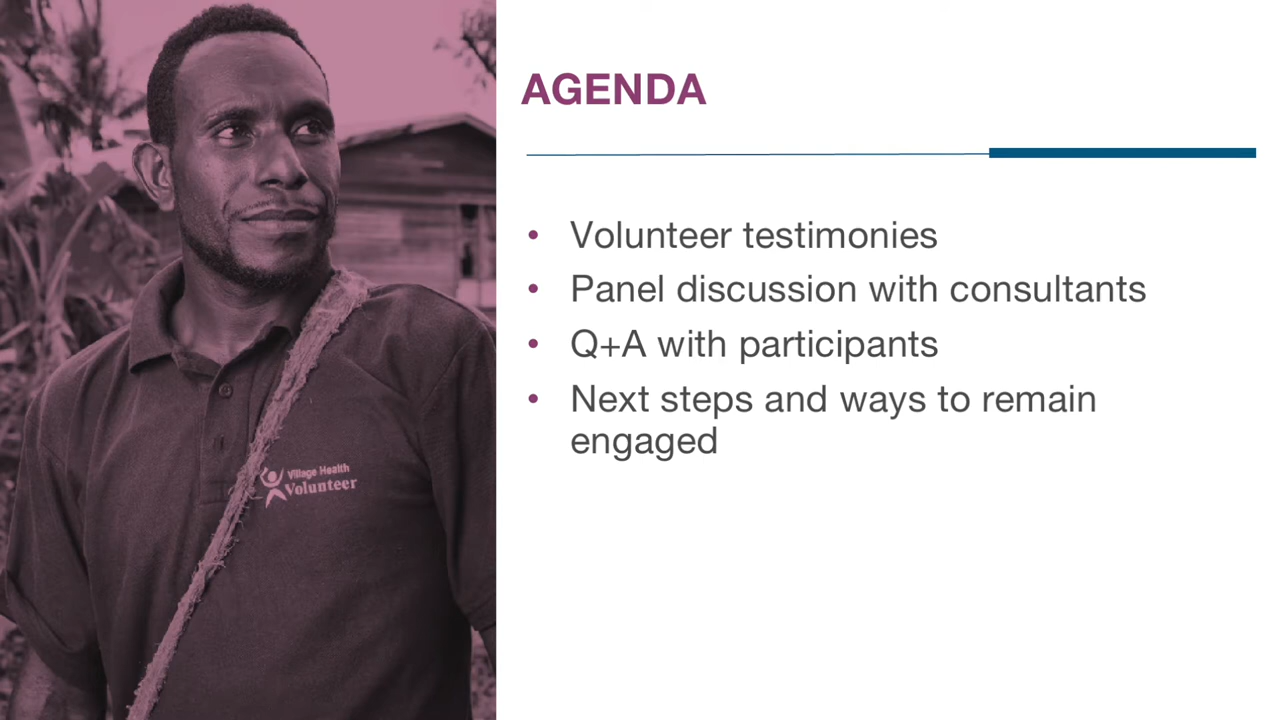 AGENDA
• Volunteer testimonies
• Panel discussion with consultants
• Q+A with participants
• Next steps and ways to remain
engaged
Village Health
Volunteer